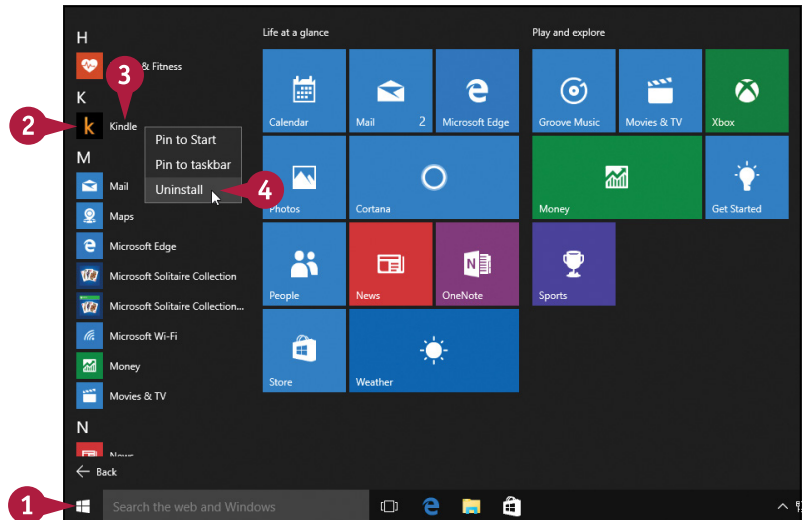 H
& Fitness
3
K
2
k
Kindle
Pin to Start
Pin to taskbar
Uninstall
4
M
Mail
Maps
Microsoft Edge
Microsoft Solitaire Collection
Microsoft Solitaire Collection...
Microsoft Wi-Fi
Money
Movies & TV
N
News
Back
1
Search the web and Windows
Life at a glance
Calendar
Mail 2
Microsoft Edge
Photos
Cortana
People
News
N
OneNote
Store
Weather
Play and explore
Groove Music
Movies & TV
Xbox
Money
Get Started
Sports